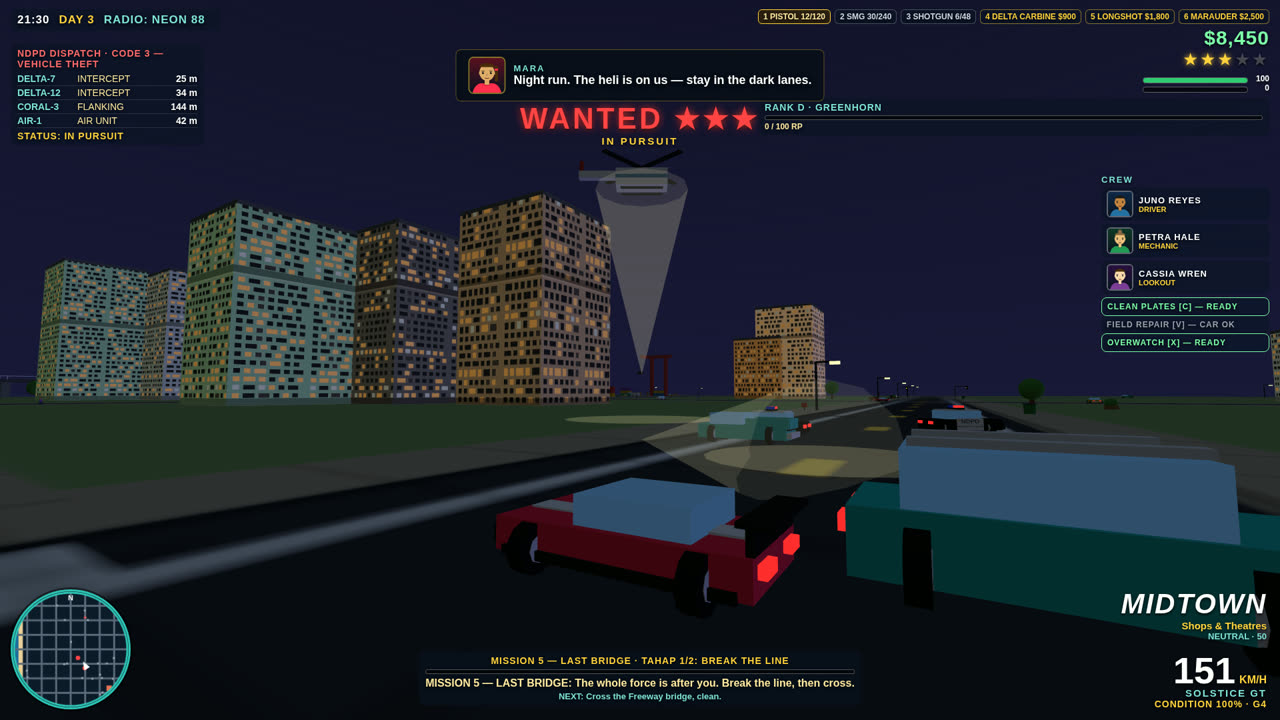 21:30 DAY 3 RADIO: NEON 88
1 PISTOL 12/120 2 SMG 30/240 3 SHOTGUN 6/48 4 DELTA CARBINE $900 5 LONGSHOT $1,800 6 MARAUDER $2,500
$8,450
100
0
NDPD DISPATCH · CODE 3 —
VEHICLE THEFT
DELTA-7 INTERCEPT 25 m
DELTA-12 INTERCEPT 34 m
CORAL-3 FLANKING 144 m
AIR-1 AIR UNIT 42 m
STATUS: IN PURSUIT
MARA
Night run. The heli is on us — stay in the dark lanes.
WANTED ★★★
IN PURSUIT
RANK D · GREENHORN
0 / 100 RP
CREW
JUNO REYES
DRIVER
PETRA HALE
MECHANIC
CASSIA WREN
LOOKOUT
CLEAN PLATES [C] — READY
FIELD REPAIR [V] — CAR OK
OVERWATCH [X] — READY
NDPD
N
MISSION 5 — LAST BRIDGE · TAHAP 1/2: BREAK THE LINE
MISSION 5 — LAST BRIDGE: The whole force is after you. Break the line, then cross.
NEXT: Cross the Freeway bridge, clean.
MIDTOWN
Shops & Theatres
NEUTRAL · 50
151 KM/H
SOLSTICE GT
CONDITION 100% · G4